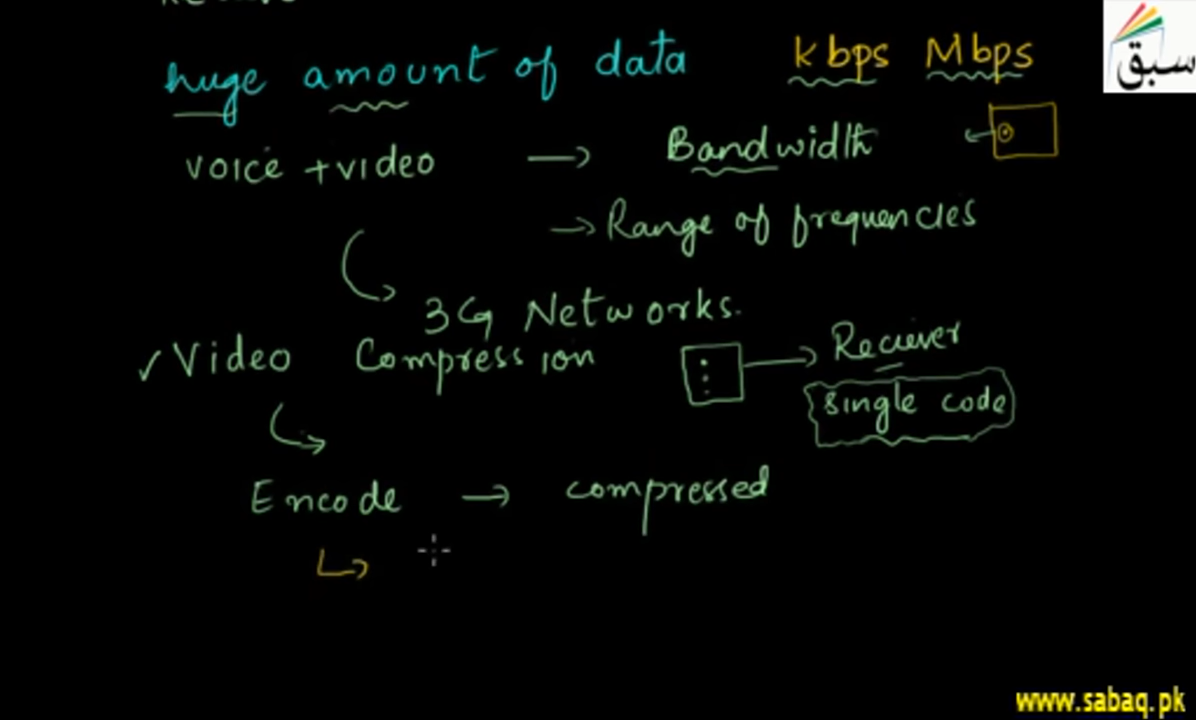 huge amount of data kbps Mbps
سبق
voice + video → Bandwidth
→ Range of frequencies
3G Networks.
✓ Video Compression → Reciever
single code
Encode → compressed
www.sabaq.pk